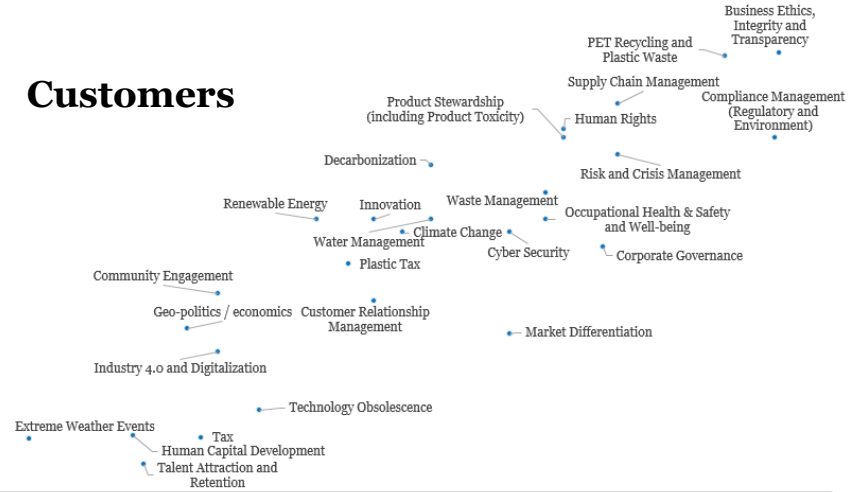 Business Ethics,
Integrity and
Transparency
PET Recycling and
Plastic Waste
Customers
Supply Chain Management
Product Stewardship
(including Product Toxicity)
Compliance Management
(Regulatory and
Environment)
Human Rights
Decarbonization
Risk and Crisis Management
Renewable Energy
Innovation
Waste Management
Occupational Health & Safety
and Well-being
Water Management
Climate Change
Cyber Security
Corporate Governance
Plastic Tax
Community Engagement
Geo-politics / economics
Customer Relationship
Management
Market Differentiation
Industry 4.0 and Digitalization
Technology Obsolescence
Extreme Weather Events
Tax
Human Capital Development
Talent Attraction and
Retention